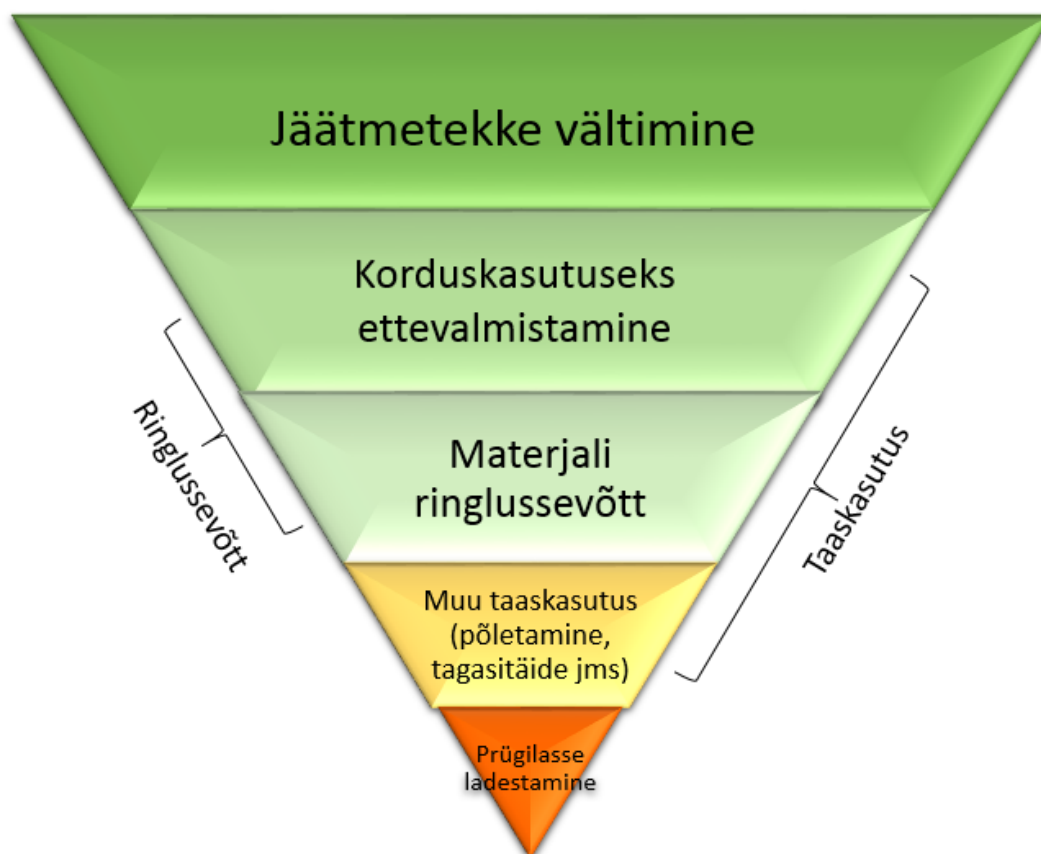 Jäätmetekke vältimine
Korduskasutuseks
ettevalmistamine
Ringlussevõtt
Materjali
ringlussevõtt
Taaskasutus
Muu taaskasutus
(põletamine,
tagasitäide jms)
Prügilasse
ladestamine